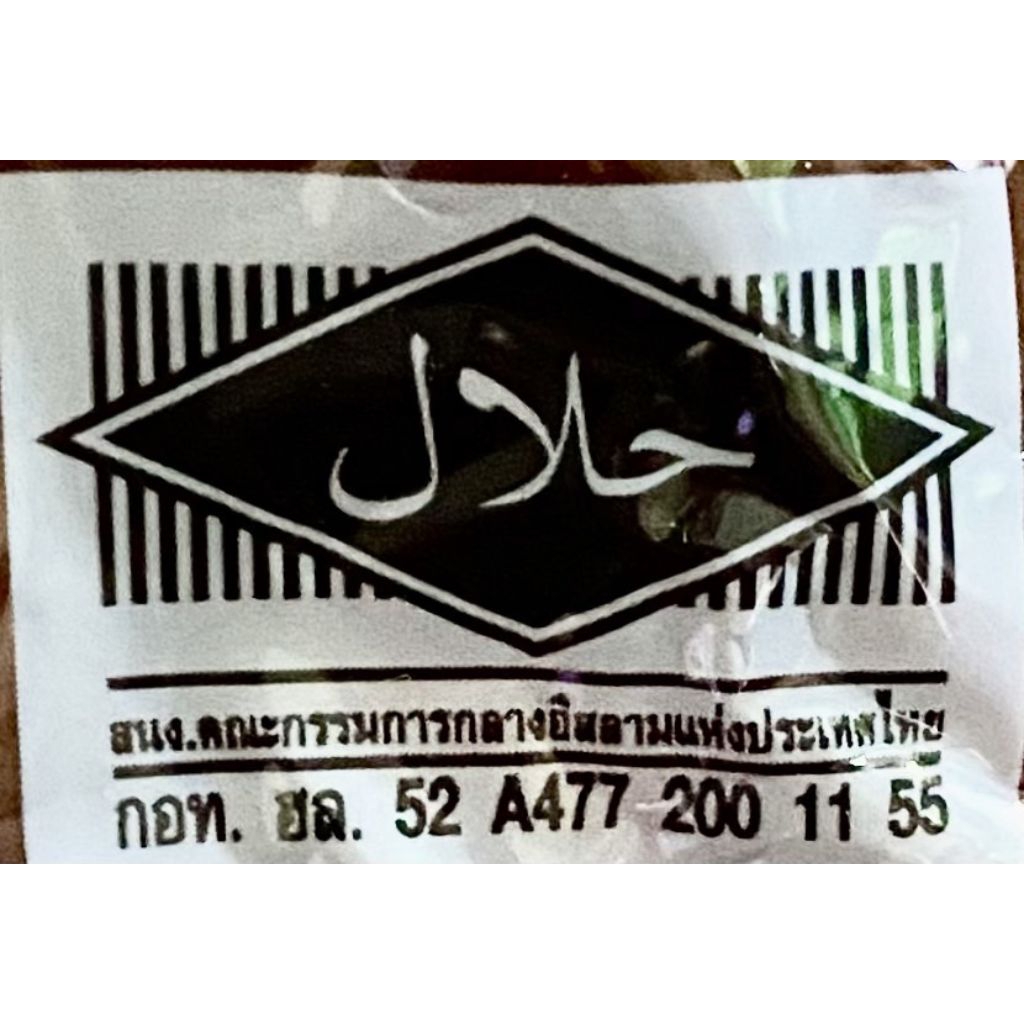 حلال
สนง.คณะกรรมการกลางอิสลามแห่งประเทศไทย
กอท. ฮล. 52 A477 200 11 55